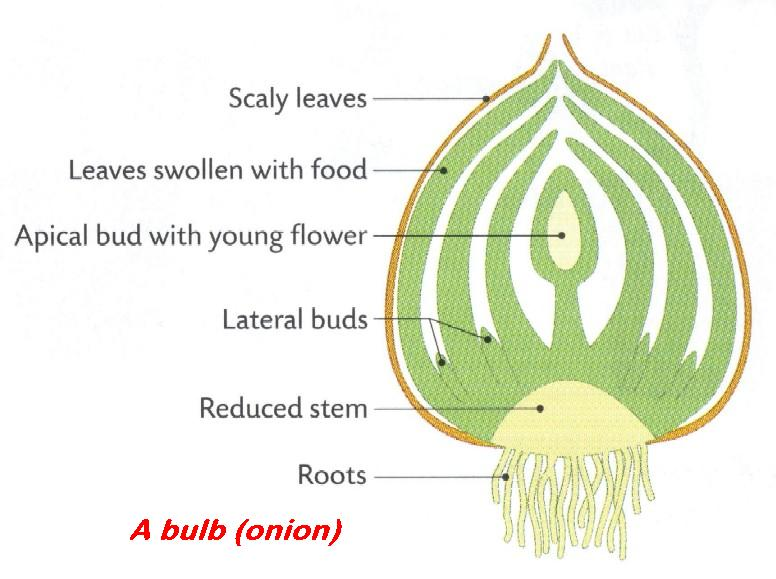 Scaly leaves
Leaves swollen with food
Apical bud with young flower
Lateral buds
Reduced stem
Roots
A bulb (onion)